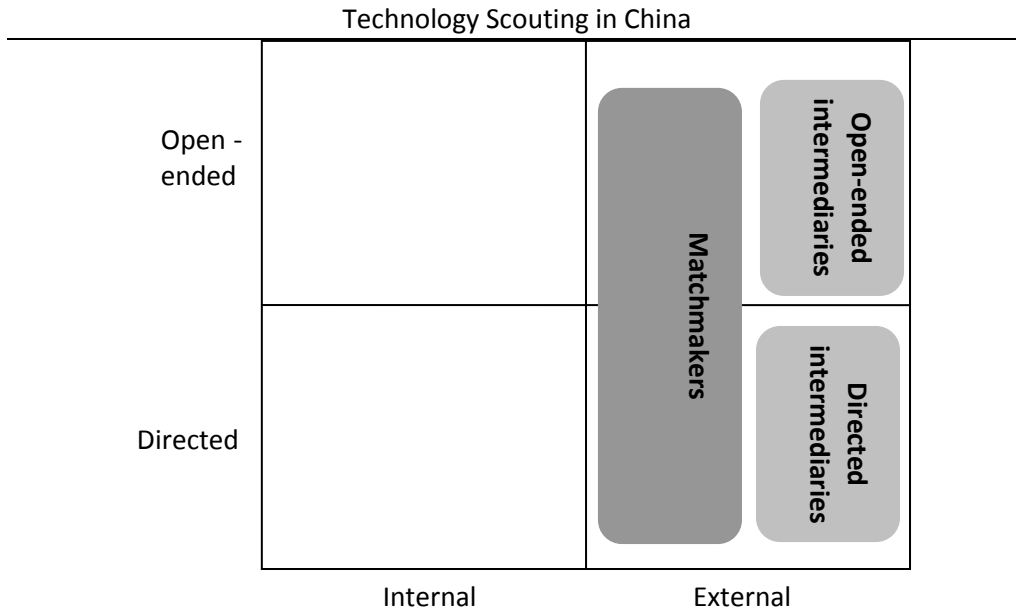 Technology Scouting in China
Open -
ended
Open-ended
intermediaries
Matchmakers
Directed
Directed
intermediaries
Internal
External